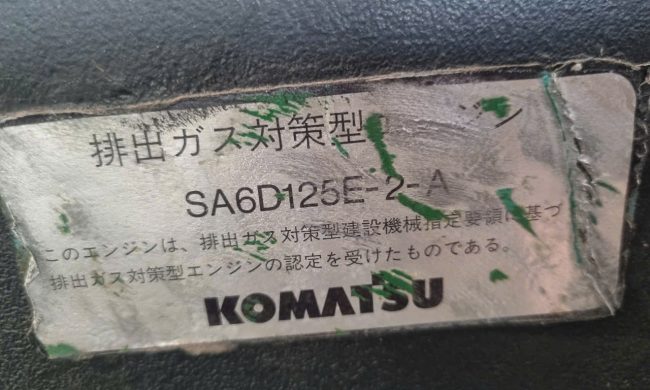 排出ガス対策型 ン
SA6D125E-2-A
このエンジンは、排出ガス対策型建設機械指定要領に基づ
排出ガス対策型エンジンの認定を受けたものである。
KOMATSU